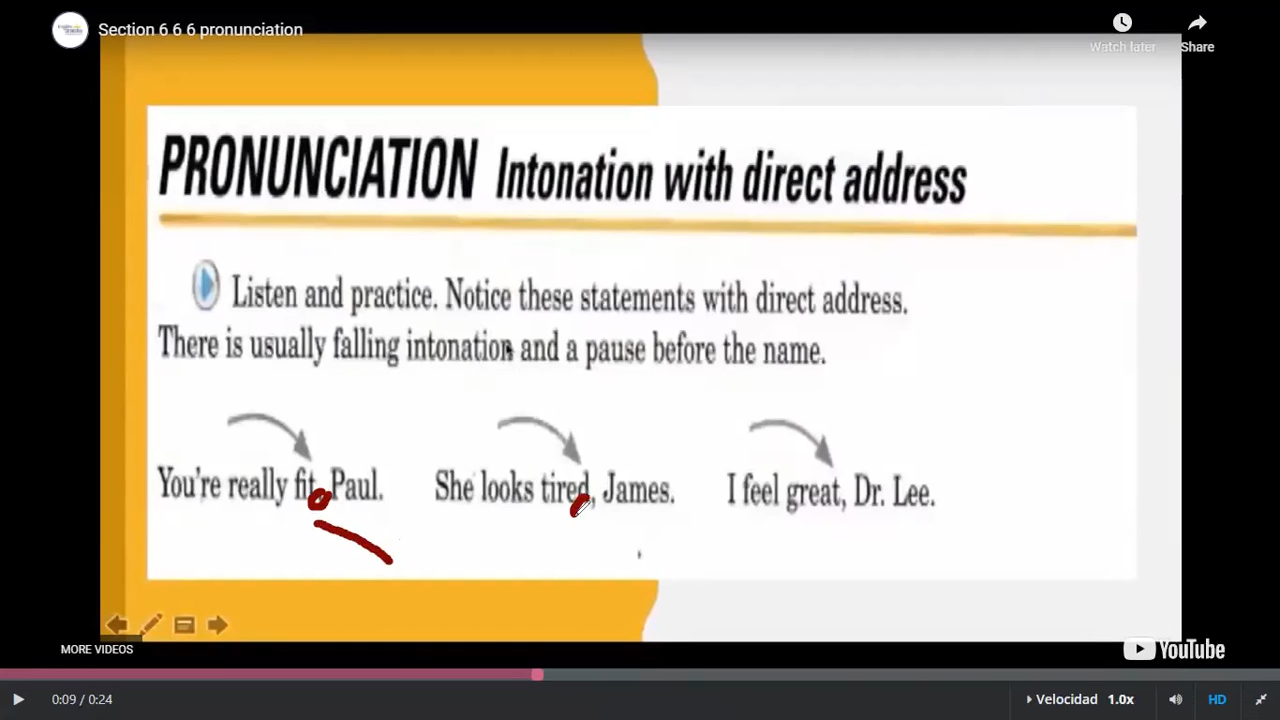 Section 6 6 6 pronunciation
Watch later
Share
PRONUNCIATION Intonation with direct address
Listen and practice. Notice these statements with direct address.
There is usually falling intonation and a pause before the name.
You're really fit, Paul. She looks tired, James. I feel great, Dr. Lee.
MORE VIDEOS
YouTube
0:09 / 0:24
Velocidad 1.0x
HD